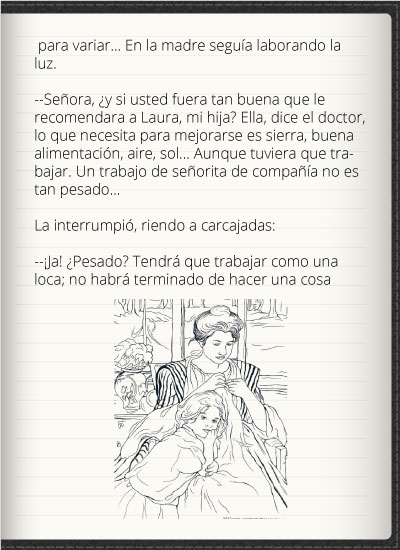 para variar... En la madre seguía laborando la
luz.
--Señora, ¿y si usted fuera tan buena que le
recomendara a Laura, mi hija? Ella, dice el doctor,
lo que necesita para mejorarse es sierra, buena
alimentación, aire, sol... Aunque tuviera que tra-
bajar. Un trabajo de señorita de compañía no es
tan pesado...
La interrumpió, riendo a carcajadas:
--¡Ja! ¿Pesado? Tendrá que trabajar como una
loca; no habrá terminado de hacer una cosa